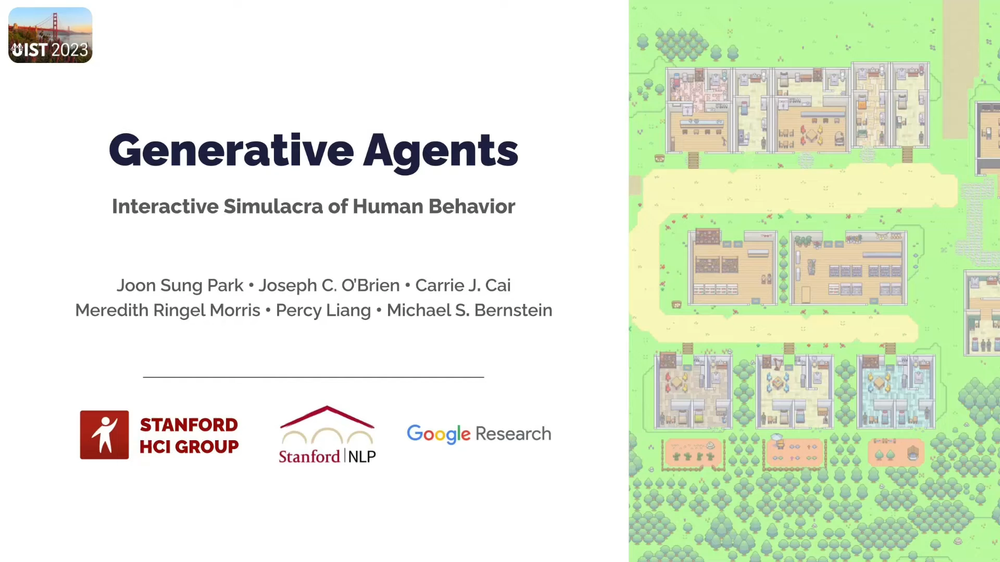 UIST 2023
Generative Agents
Interactive Simulacra of Human Behavior
Joon Sung Park • Joseph C. O’Brien • Carrie J. Cai
Meredith Ringel Morris • Percy Liang • Michael S. Bernstein
STANFORD
HCI GROUP
Stanford | NLP
Google Research